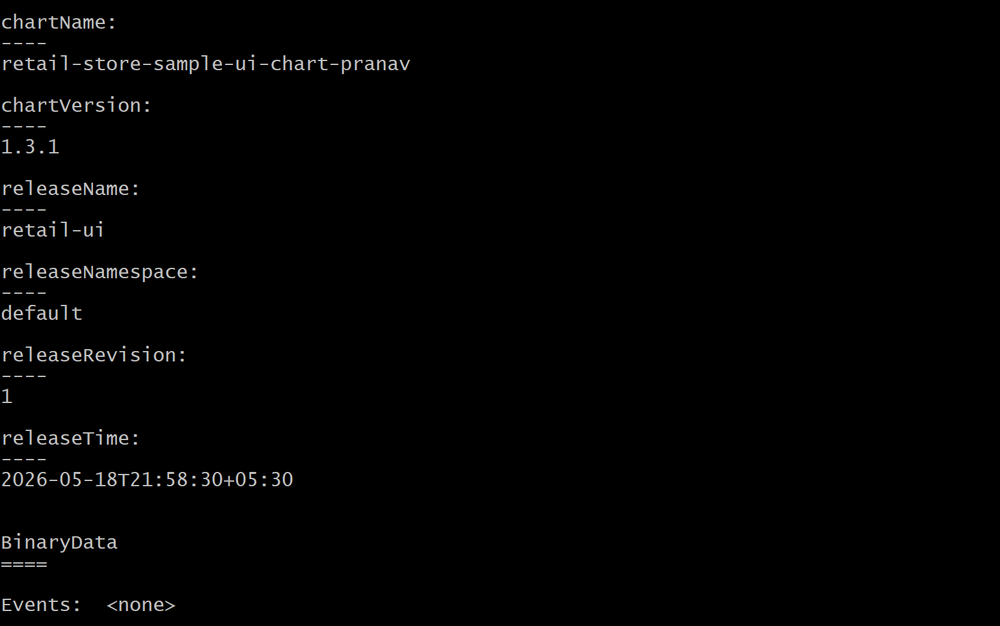 chartName:
----
retail-store-sample-ui-chart-pranav
chartVersion:
----
1.3.1
releaseName:
----
retail-ui
releaseNamespace:
----
default
releaseRevision:
----
1
releaseTime:
----
2026-05-18T21:58:30+05:30
BinaryData
====
Events:  <none>